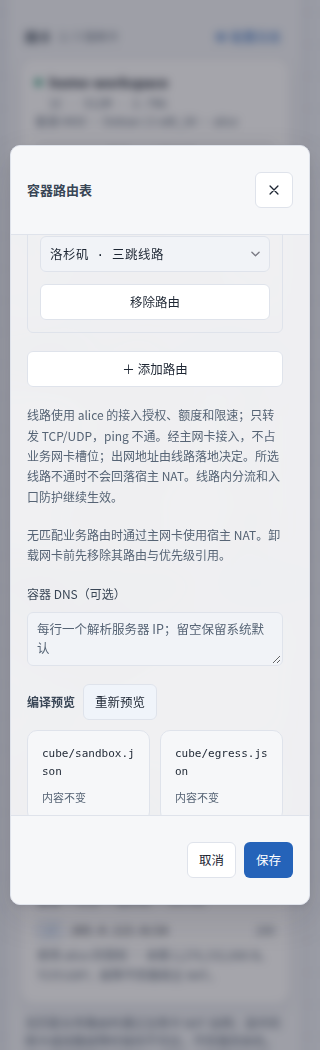 容器路由表
洛杉矶 · 三跳线路
移除路由
＋ 添加路由
线路使用 alice 的接入授权、额度和限速；只转
发 TCP/UDP，ping 不通。经主网卡接入，不占
业务网卡槽位；出网地址由线路落地决定。所选
线路不通时不会回落宿主 NAT。线路内分流和入
口防护继续生效。
无匹配业务路由时通过主网卡使用宿主 NAT。卸
载网卡前先移除其路由与优先级引用。
容器 DNS（可选）
每行一个解析服务器 IP；留空保留系统默
认
编译预览 重新预览
cube/sandbox.j
son
内容不变
cube/egress.js
on
内容不变
取消 保存